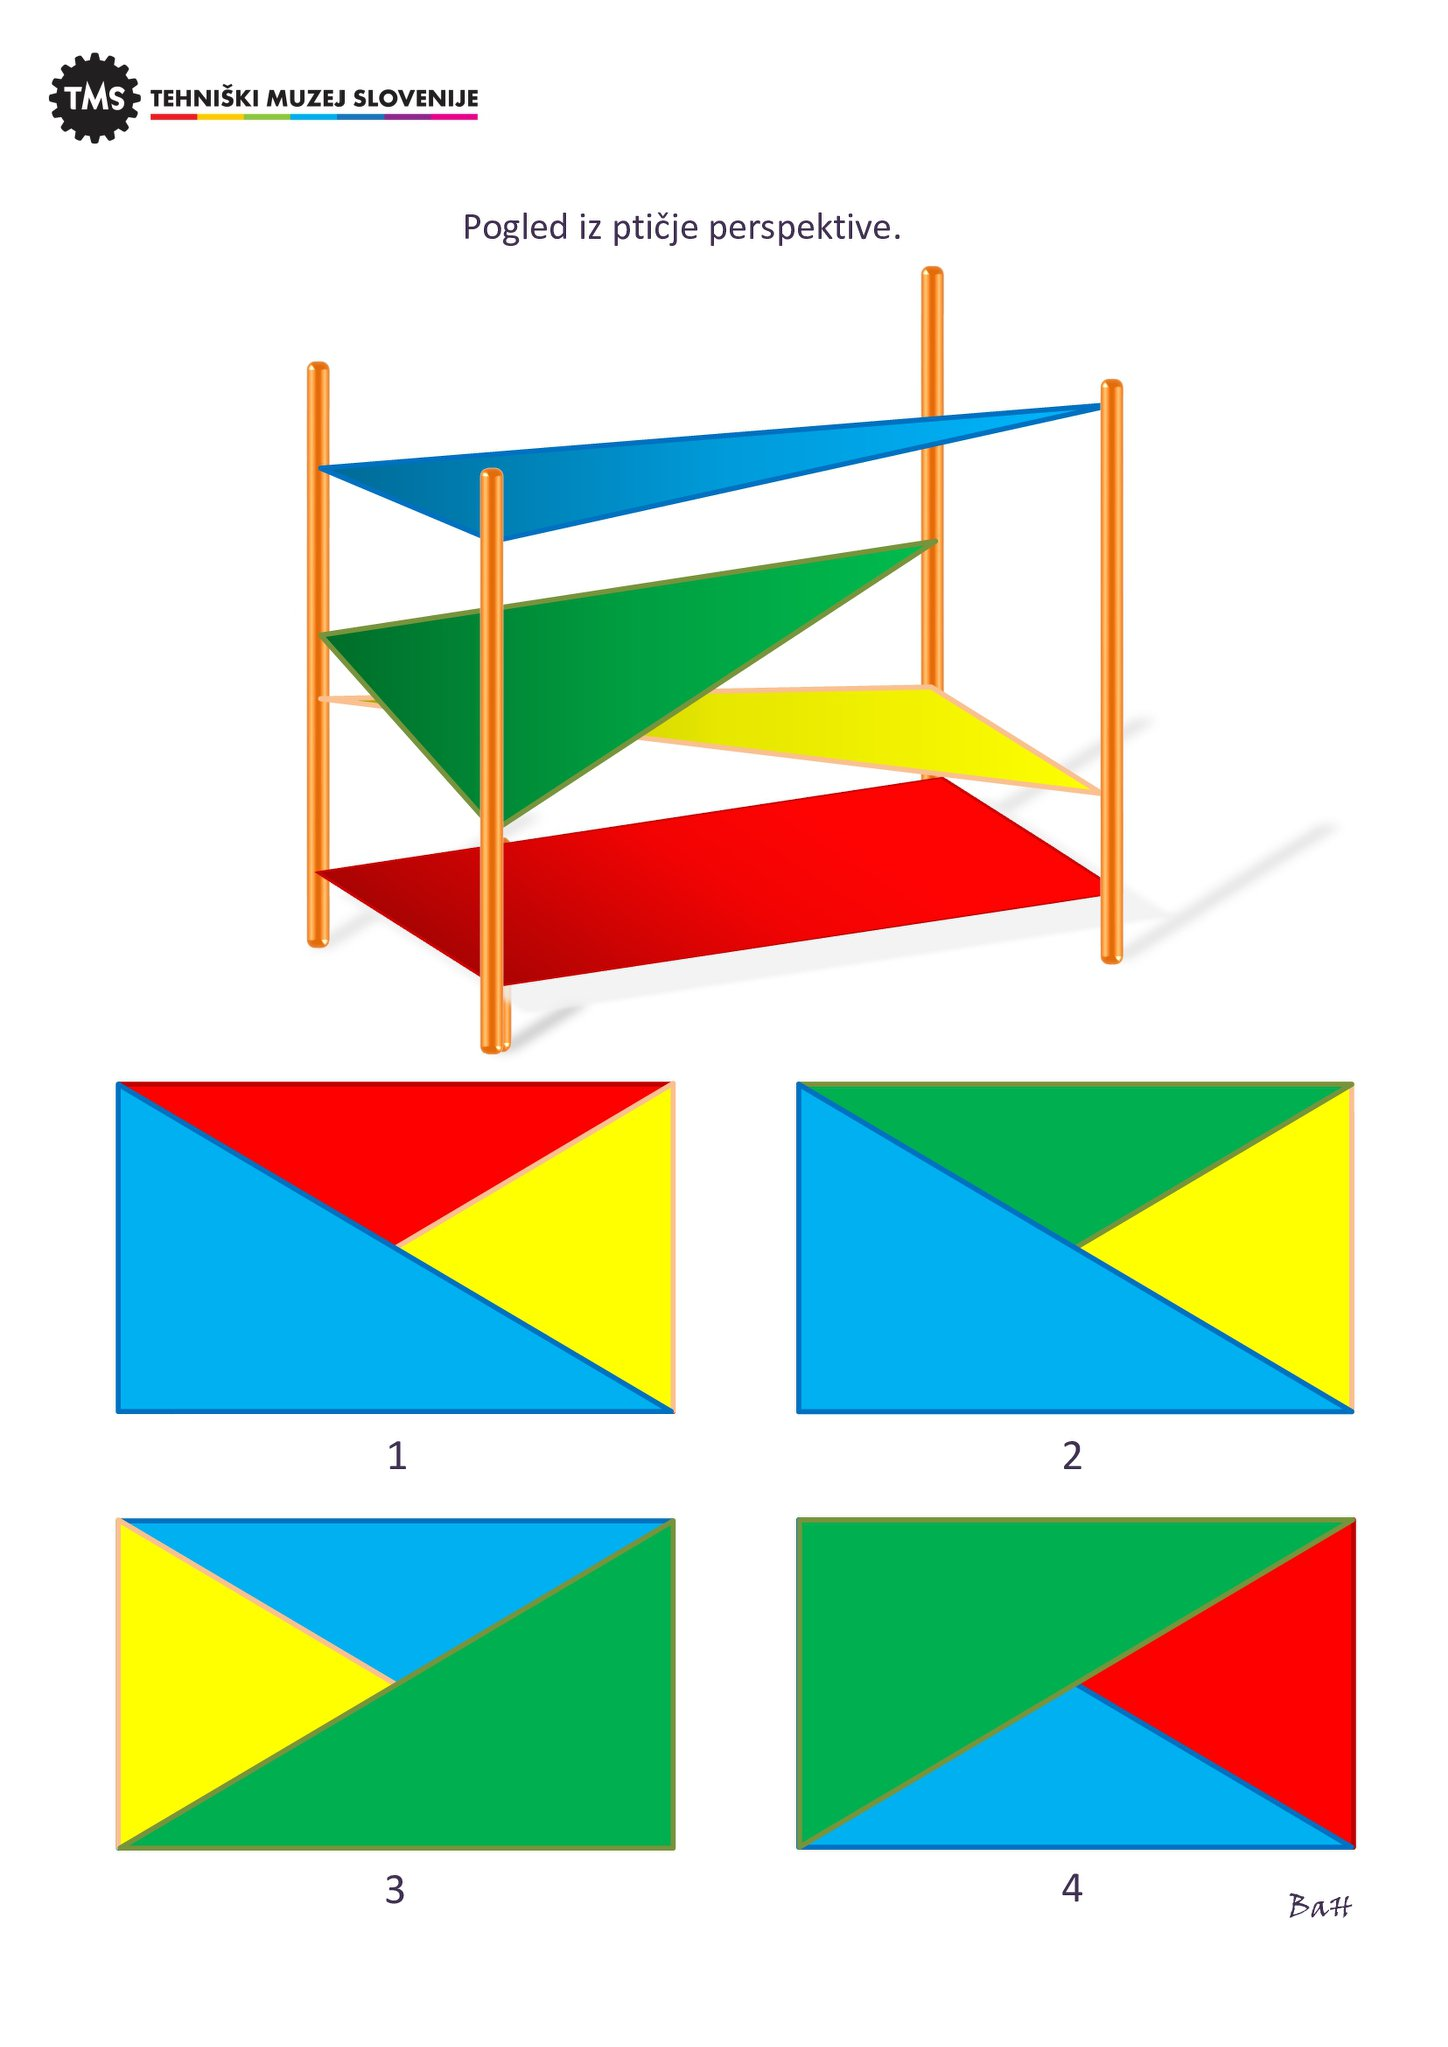 TMS TEHNIŠKI MUZEJ SLOVENIJE
Pogled iz ptičje perspektive.
1 2
3 4
BaH